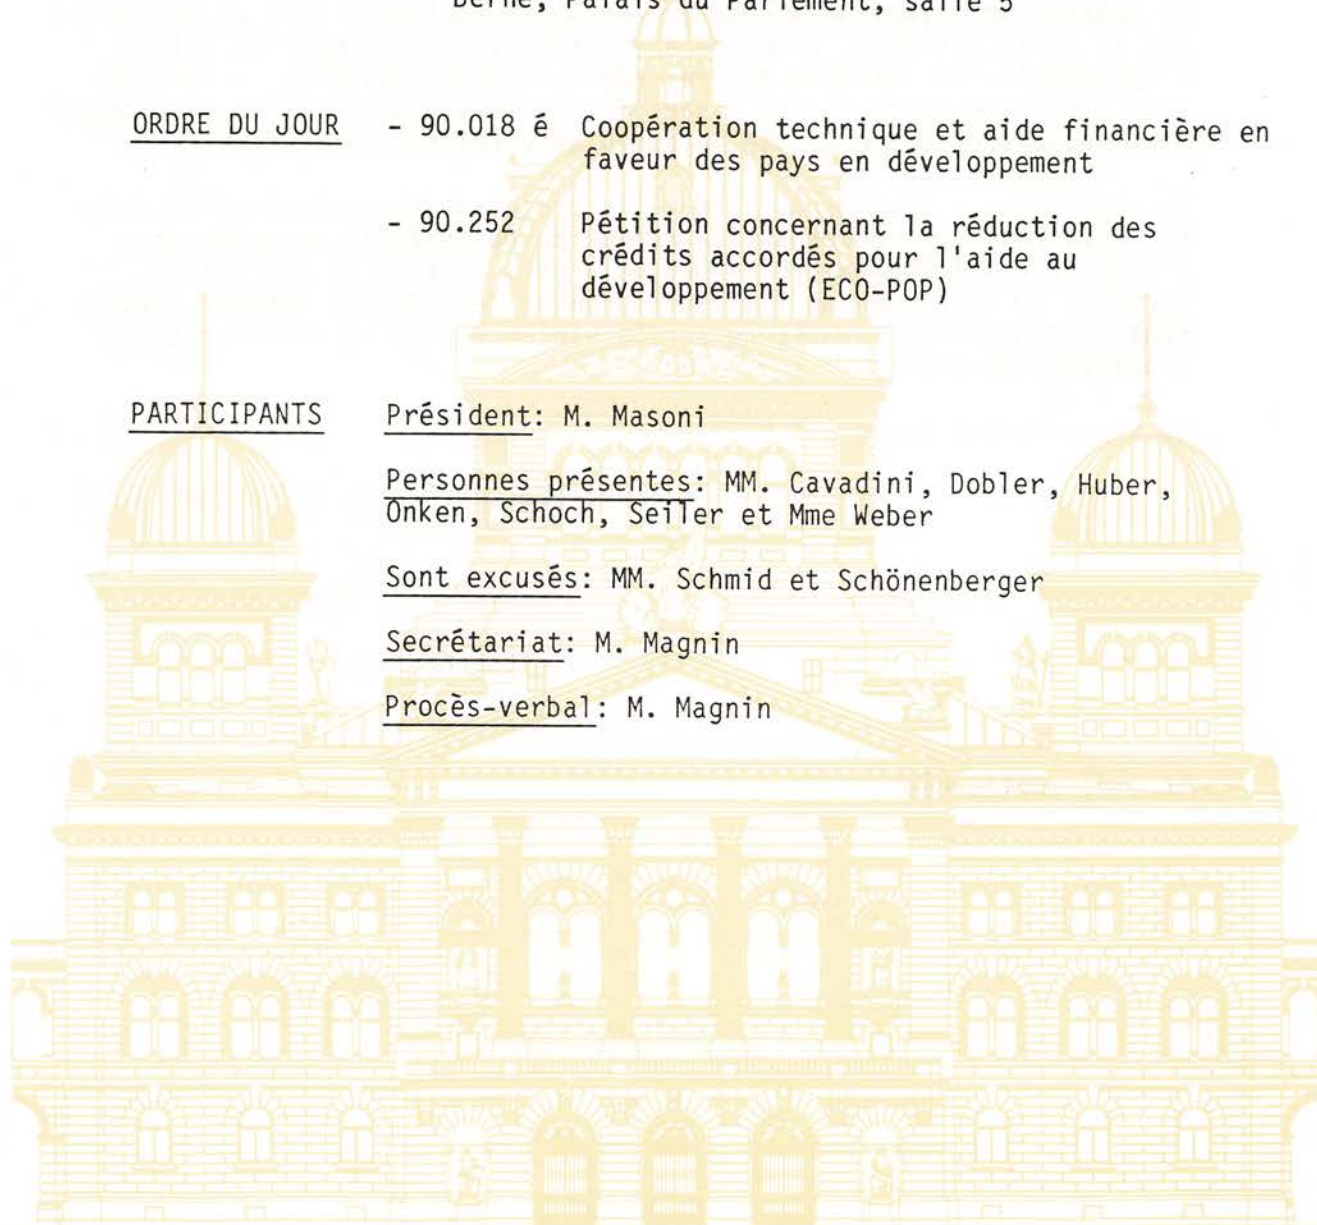 Berne, Palais du Parlement, salle 5
ORDRE DU JOUR - 90.018 é Coopération technique et aide financière en
faveur des pays en développement
- 90.252 Pétition concernant la réduction des
crédits accordés pour l'aide au
développement (ECO-POP)
PARTICIPANTS Président: M. Masoni
Personnes présentes: MM. Cavadini, Dobler, Huber,
Onken, Schoch, Seiler et Mme Weber
Sont excusés: MM. Schmid et Schönenberger
Secrétariat: M. Magnin
Procès-verbal: M. Magnin